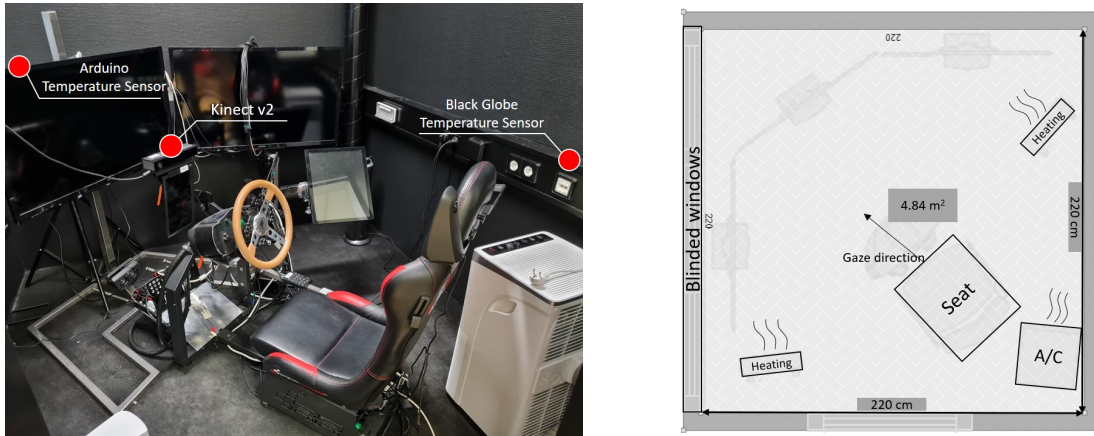 Arduino
Temperature Sensor
Kinect v2
Black Globe
Temperature Sensor
220
Heating
Blinded windows
4.84 m²
220 cm
220
Gaze direction
Seat
Heating
A/C
220 cm